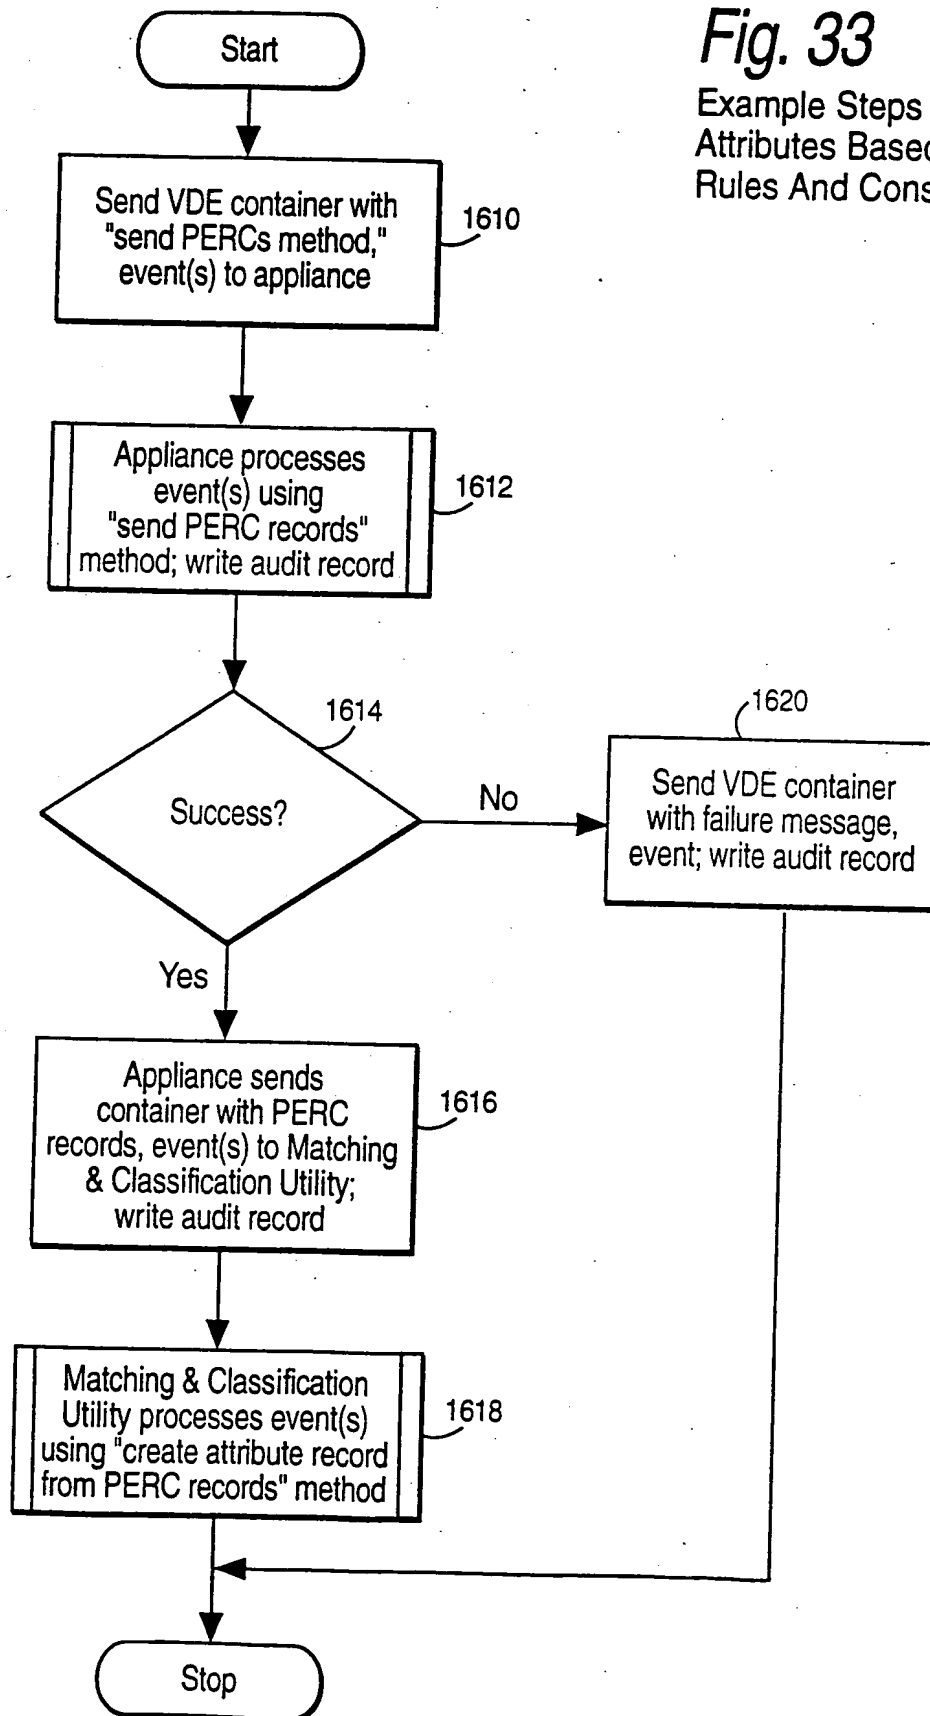 Fig. 33
Example Steps
Attributes Based
Rules And Cons
Start
Send VDE container with
"send PERCs method,"
event(s) to appliance
1610
Appliance processes
event(s) using
"send PERC records"
method; write audit record
1612
1614
Success?
No
Yes
1620
Send VDE container
with failure message,
event; write audit record
Appliance sends
container with PERC
records, event(s) to Matching
& Classification Utility;
write audit record
1616
Matching & Classification
Utility processes event(s)
using "create attribute record
from PERC records" method
1618
Stop